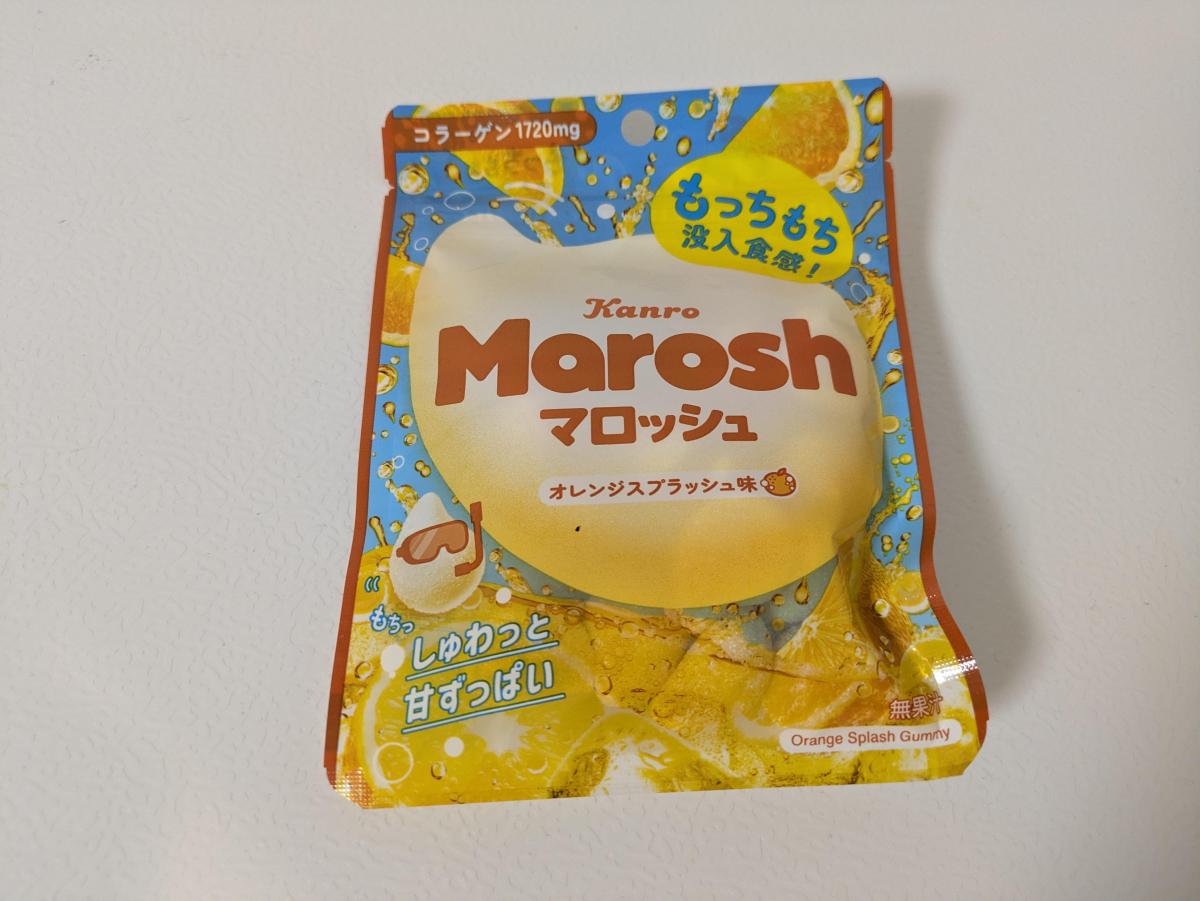 コラーゲン1720mg
もっちもち
没入食感!
Kanro
Marosh
マロッシュ
オレンジスプラッシュ味
もちっ
しゅわっと
甘ずっぱい
無果汁
Orange Splash Gummy